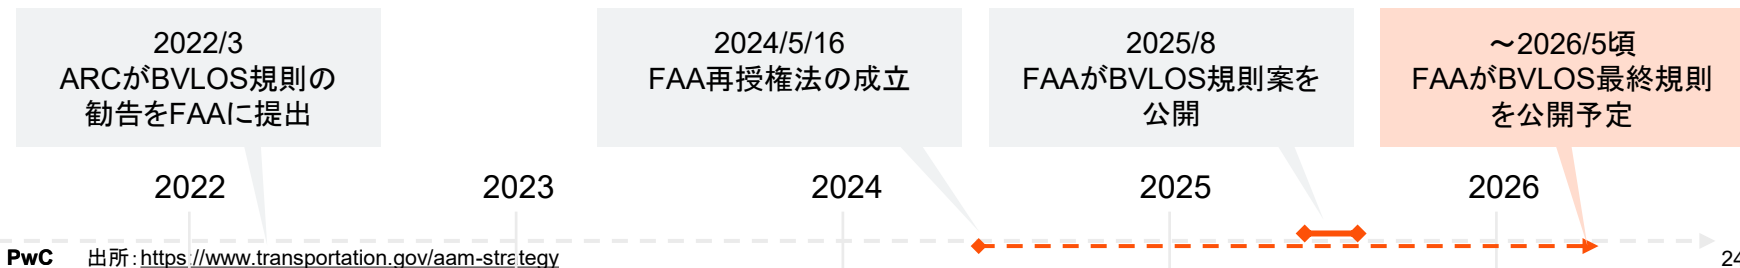 2022/3
ARCがBVLOS規則の
勧告をFAAに提出
2024/5/16
FAA再授権法の成立
2025/8
FAAがBVLOS規則案を
公開
～2026/5頃
FAAがBVLOS最終規則
を公開予定
2022
2023
2024
2025
2026
PwC
出所：https://www.transportation.gov/aam-strategy
24